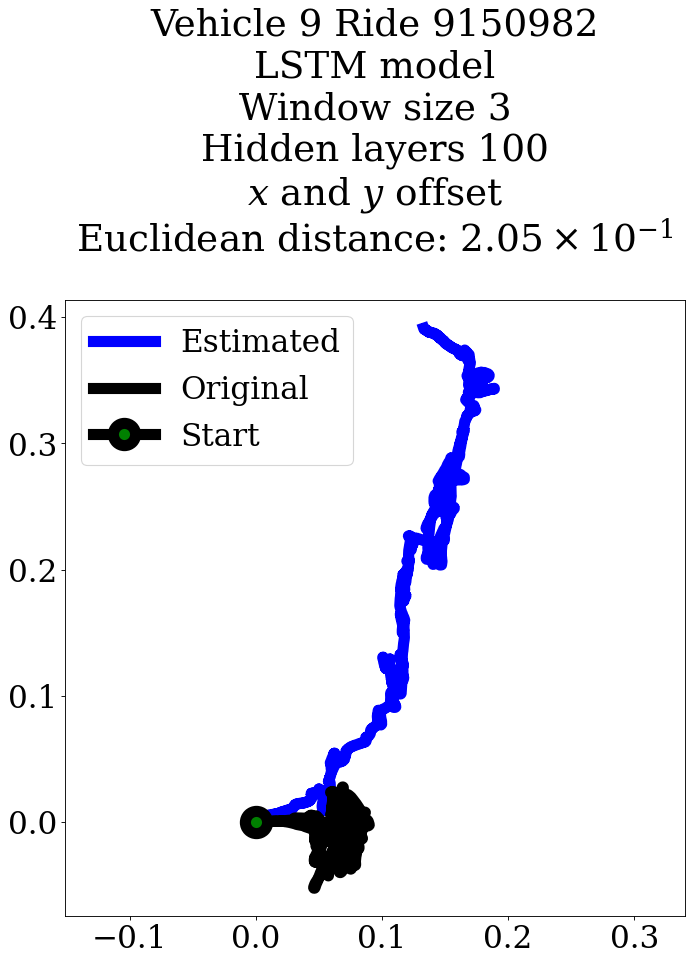 Vehicle 9 Ride 9150982
LSTM model
Window size 3
Hidden layers 100
x and y offset
Euclidean distance: 2.05 × 10⁻¹
0.4
0.3
0.2
0.1
0.0
Estimated
Original
Start
−0.1 0.0 0.1 0.2 0.3